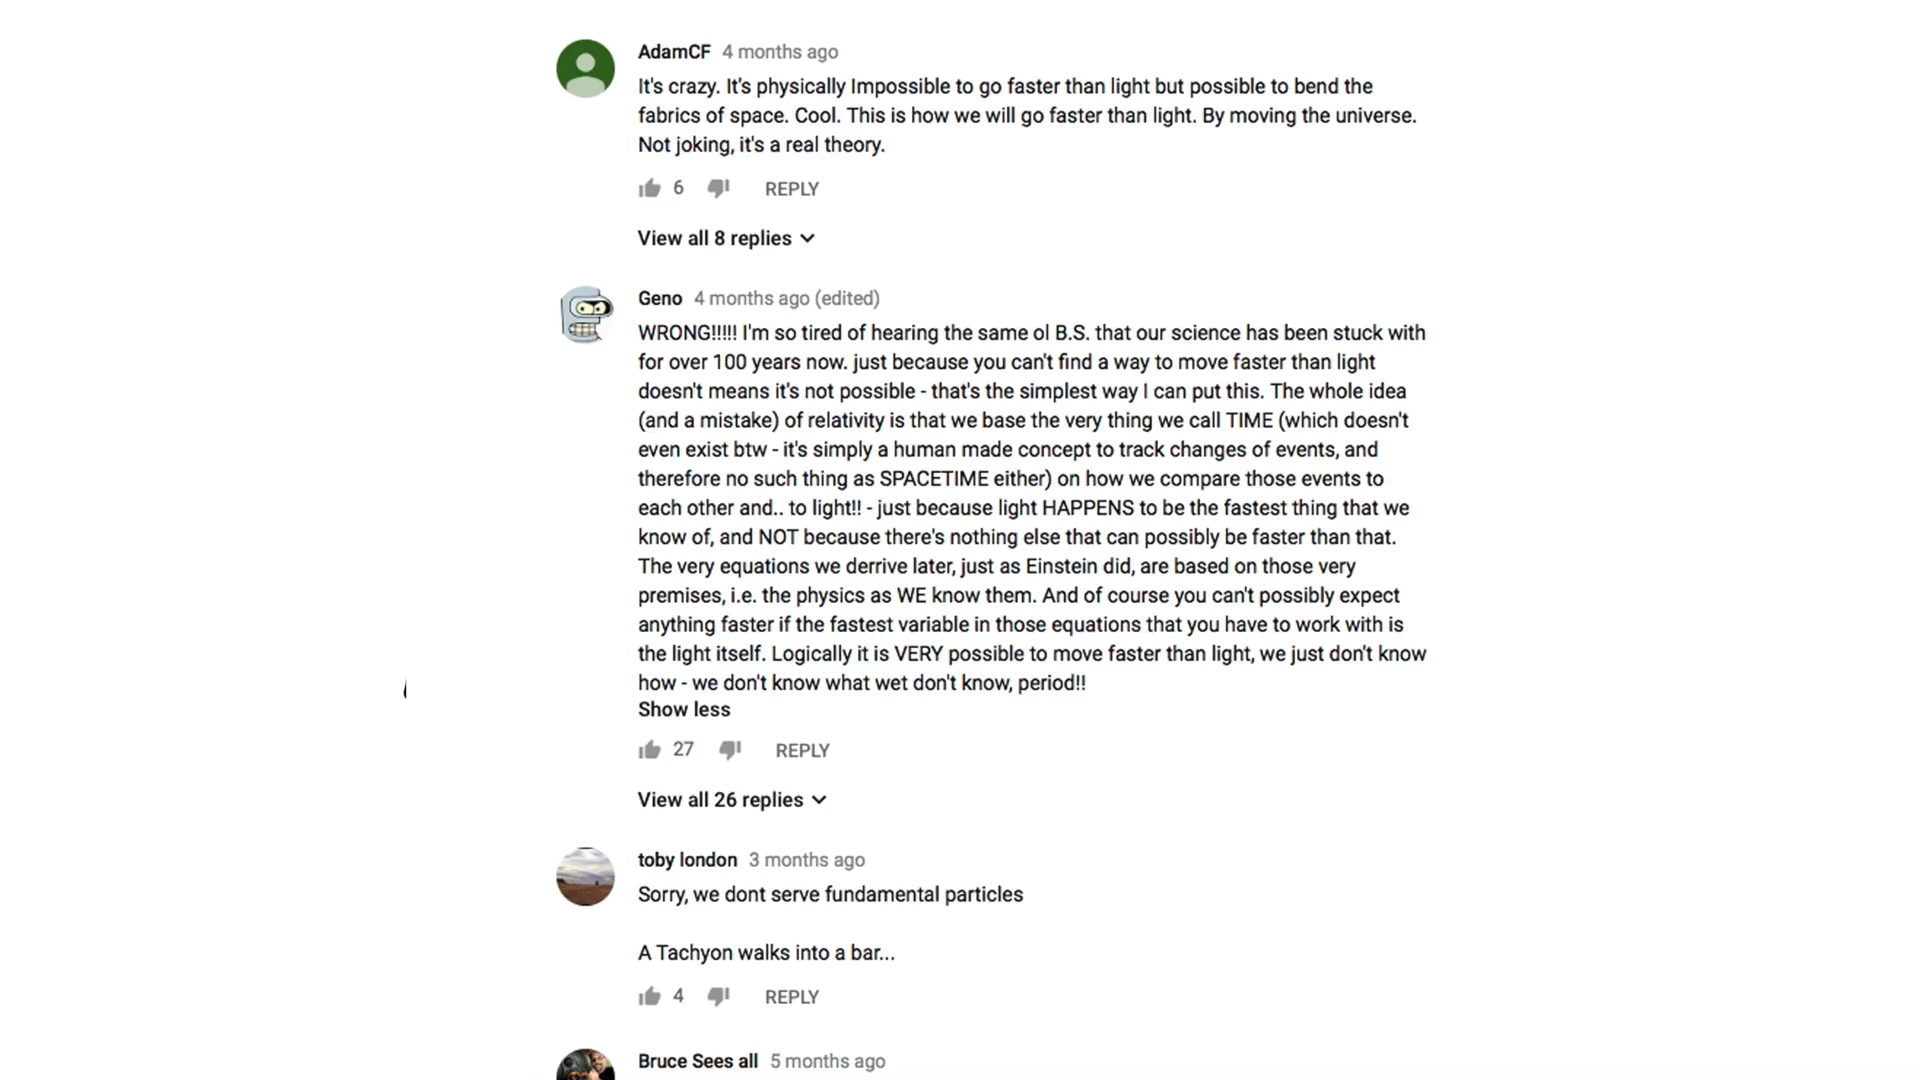 AdamCF 4 months ago
It's crazy. It's physically Impossible to go faster than light but possible to bend the
fabrics of space. Cool. This is how we will go faster than light. By moving the universe.
Not joking, it's a real theory.
6 REPLY
View all 8 replies
Geno 4 months ago (edited)
WRONG!!!!! I'm so tired of hearing the same ol B.S. that our science has been stuck with
for over 100 years now. just because you can't find a way to move faster than light
doesn't means it's not possible - that's the simplest way I can put this. The whole idea
(and a mistake) of relativity is that we base the very thing we call TIME (which doesn't
even exist btw - it's simply a human made concept to track changes of events, and
therefore no such thing as SPACETIME either) on how we compare those events to
each other and.. to light!! - just because light HAPPENS to be the fastest thing that we
know of, and NOT because there's nothing else that can possibly be faster than that.
The very equations we derrive later, just as Einstein did, are based on those very
premises, i.e. the physics as WE know them. And of course you can't possibly expect
anything faster if the fastest variable in those equations that you have to work with is
the light itself. Logically it is VERY possible to move faster than light, we just don't know
how - we don't know what wet don't know, period!!
Show less
27 REPLY
View all 26 replies
toby london 3 months ago
Sorry, we dont serve fundamental particles
A Tachyon walks into a bar...
4 REPLY
Bruce Sees all 5 months ago